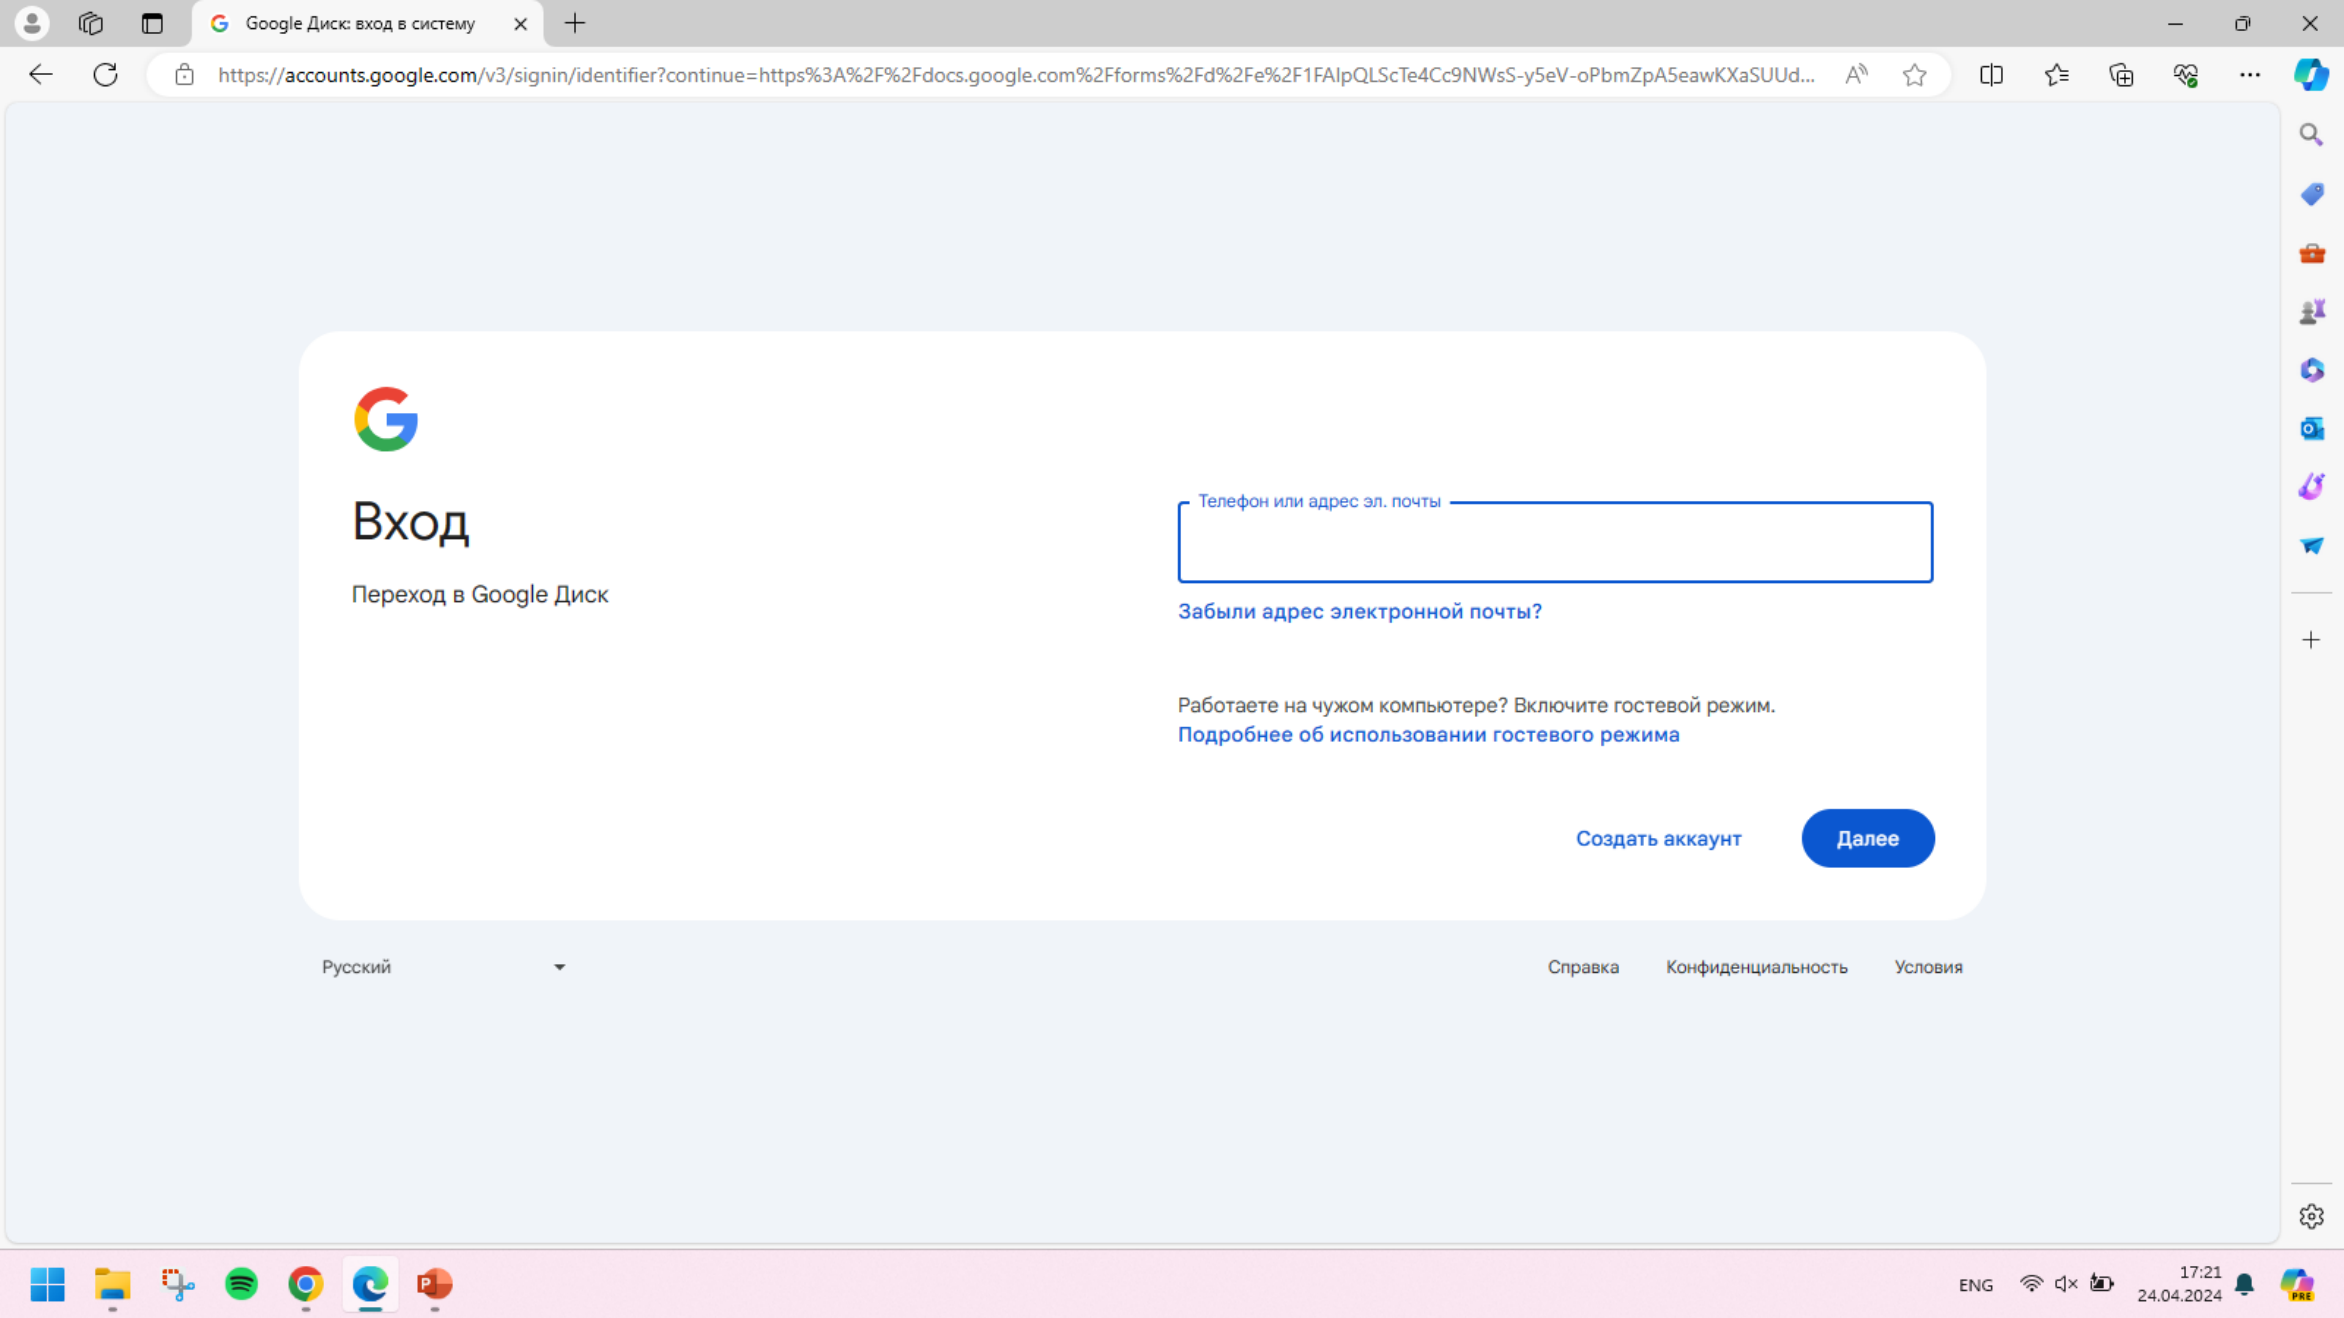 Google Диск: вход в систему
https://accounts.google.com/v3/signin/identifier?continue=https%3A%2F%2Fdocs.google.com%2Fforms%2Fd%2Fe%2F1FAIpQLScTe4Cc9NWsS-y5eV-oPbmZpA5eawKXaSUUd...
Вход
Переход в Google Диск
Телефон или адрес эл. почты
Забыли адрес электронной почты?
Работаете на чужом компьютере? Включите гостевой режим.
Подробнее об использовании гостевого режима
Создать аккаунт
Далее
Русский
Справка
Конфиденциальность
Условия
ENG
17:21
24.04.2024
PRE